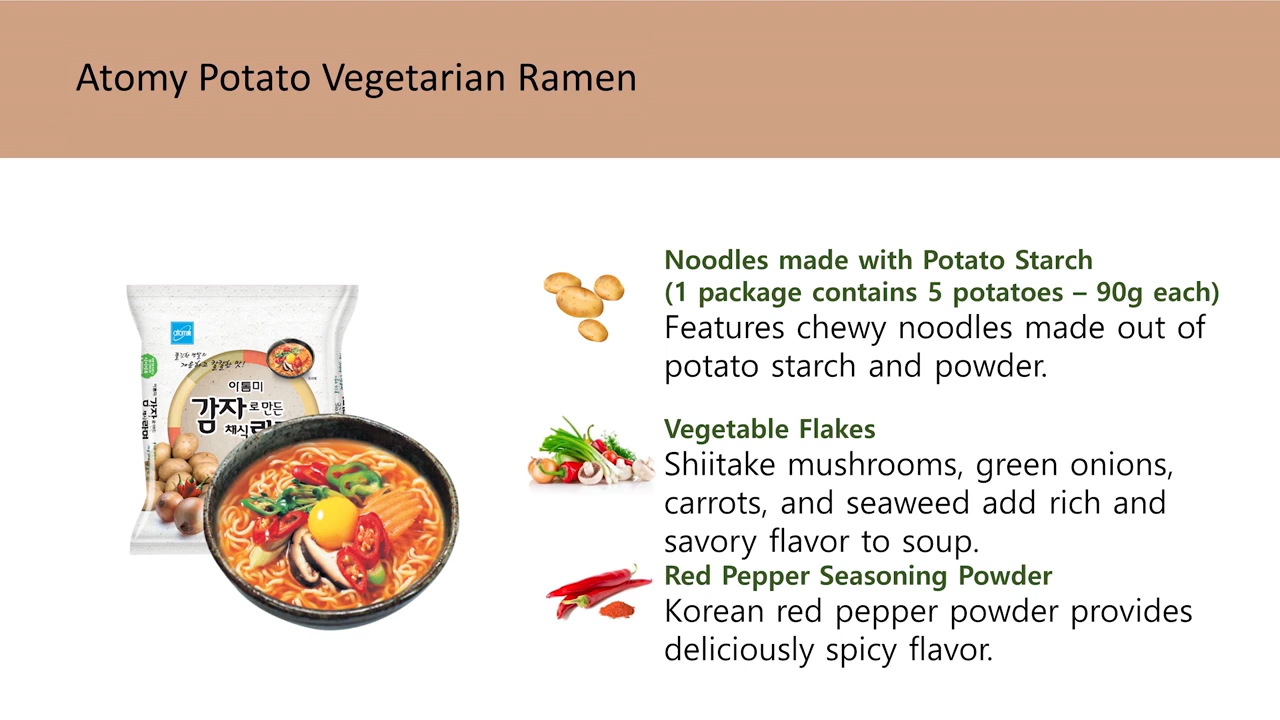 Atomy Potato Vegetarian Ramen
atomi
이톰미
감자로만든
채식
Noodles made with Potato Starch
(1 package contains 5 potatoes – 90g each)
Features chewy noodles made out of
potato starch and powder.
Vegetable Flakes
Shiitake mushrooms, green onions,
carrots, and seaweed add rich and
savory flavor to soup.
Red Pepper Seasoning Powder
Korean red pepper powder provides
deliciously spicy flavor.